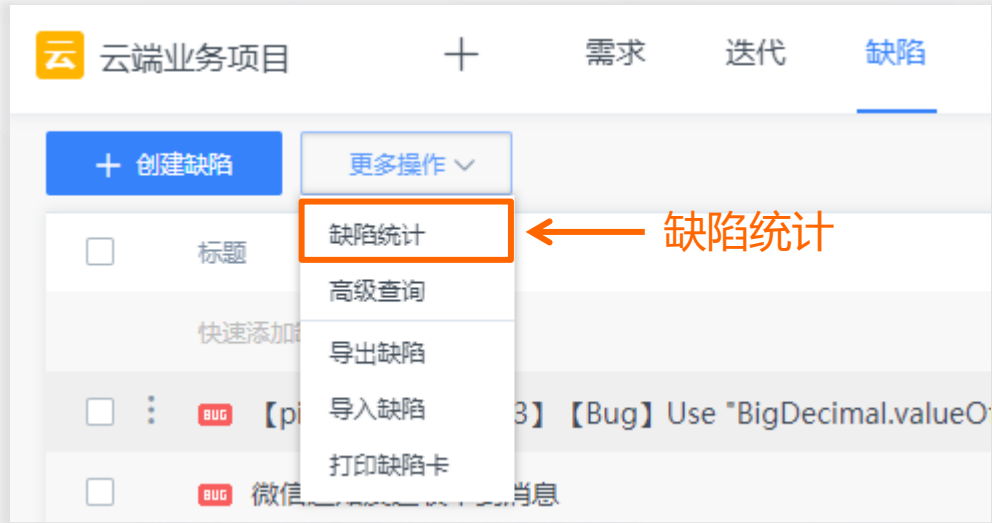 云 云端业务项目 需求 迭代 缺陷
创建缺陷 更多操作
缺陷统计 缺陷统计
标题
高级查询
快速添加
导出缺陷
导入缺陷
BUG 【pi 3】【Bug】Use "BigDecimal.valueO
打印缺陷卡
BUG 微信 消息